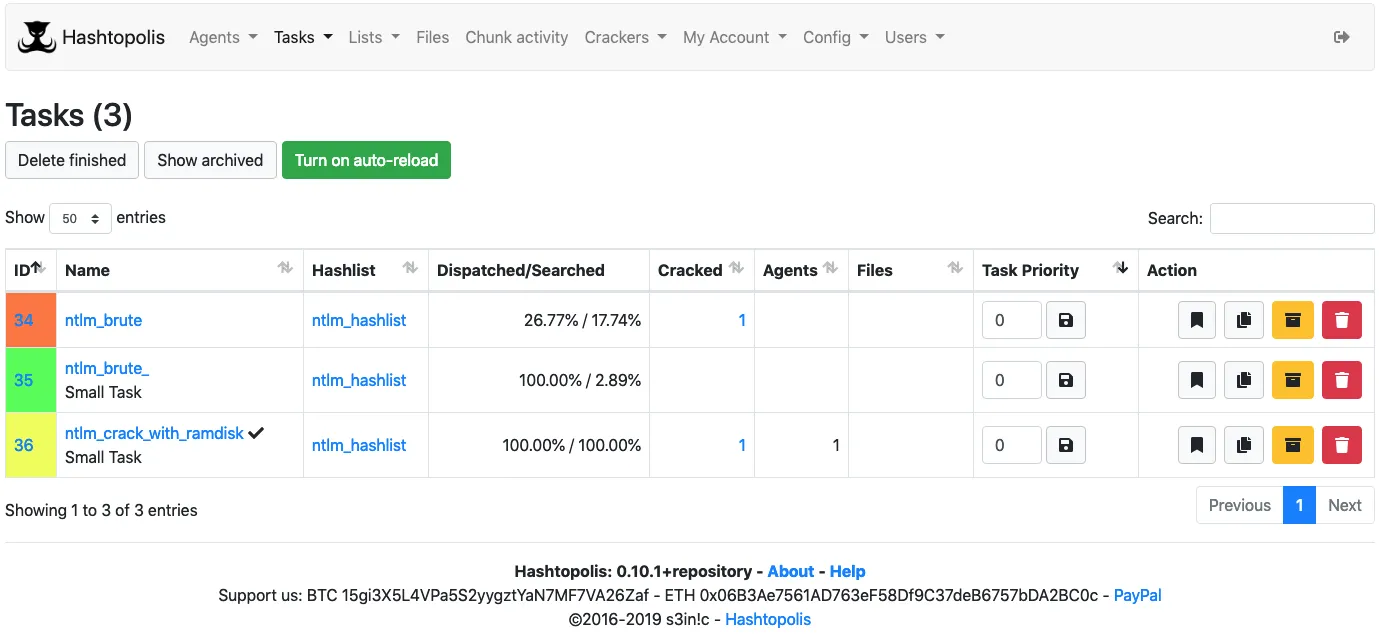 Hashtopolis Agents Tasks Lists Files Chunk activity Crackers My Account Config Users
Tasks (3)
Delete finished Show archived Turn on auto-reload
Show 50 entries Search:
ID Name Hashlist Dispatched/Searched Cracked Agents Files Task Priority Action
34 ntlm_brute ntlm_hashlist 26.77% / 17.74% 1 0
35 ntlm_brute_ ntlm_hashlist 100.00% / 2.89% 0
Small Task
36 ntlm_crack_with_ramdisk ntlm_hashlist 100.00% / 100.00% 1 1 0
Small Task
Showing 1 to 3 of 3 entries Previous 1 Next
Hashtopolis: 0.10.1+repository - About - Help
Support us: BTC 15gi3X5L4VPa5S2yygztYaN7MF7VA26Zaf - ETH 0x06B3Ae7561AD763eF58Df9C37deB6757bDA2BC0c - PayPal
©2016-2019 s3in!c - Hashtopolis